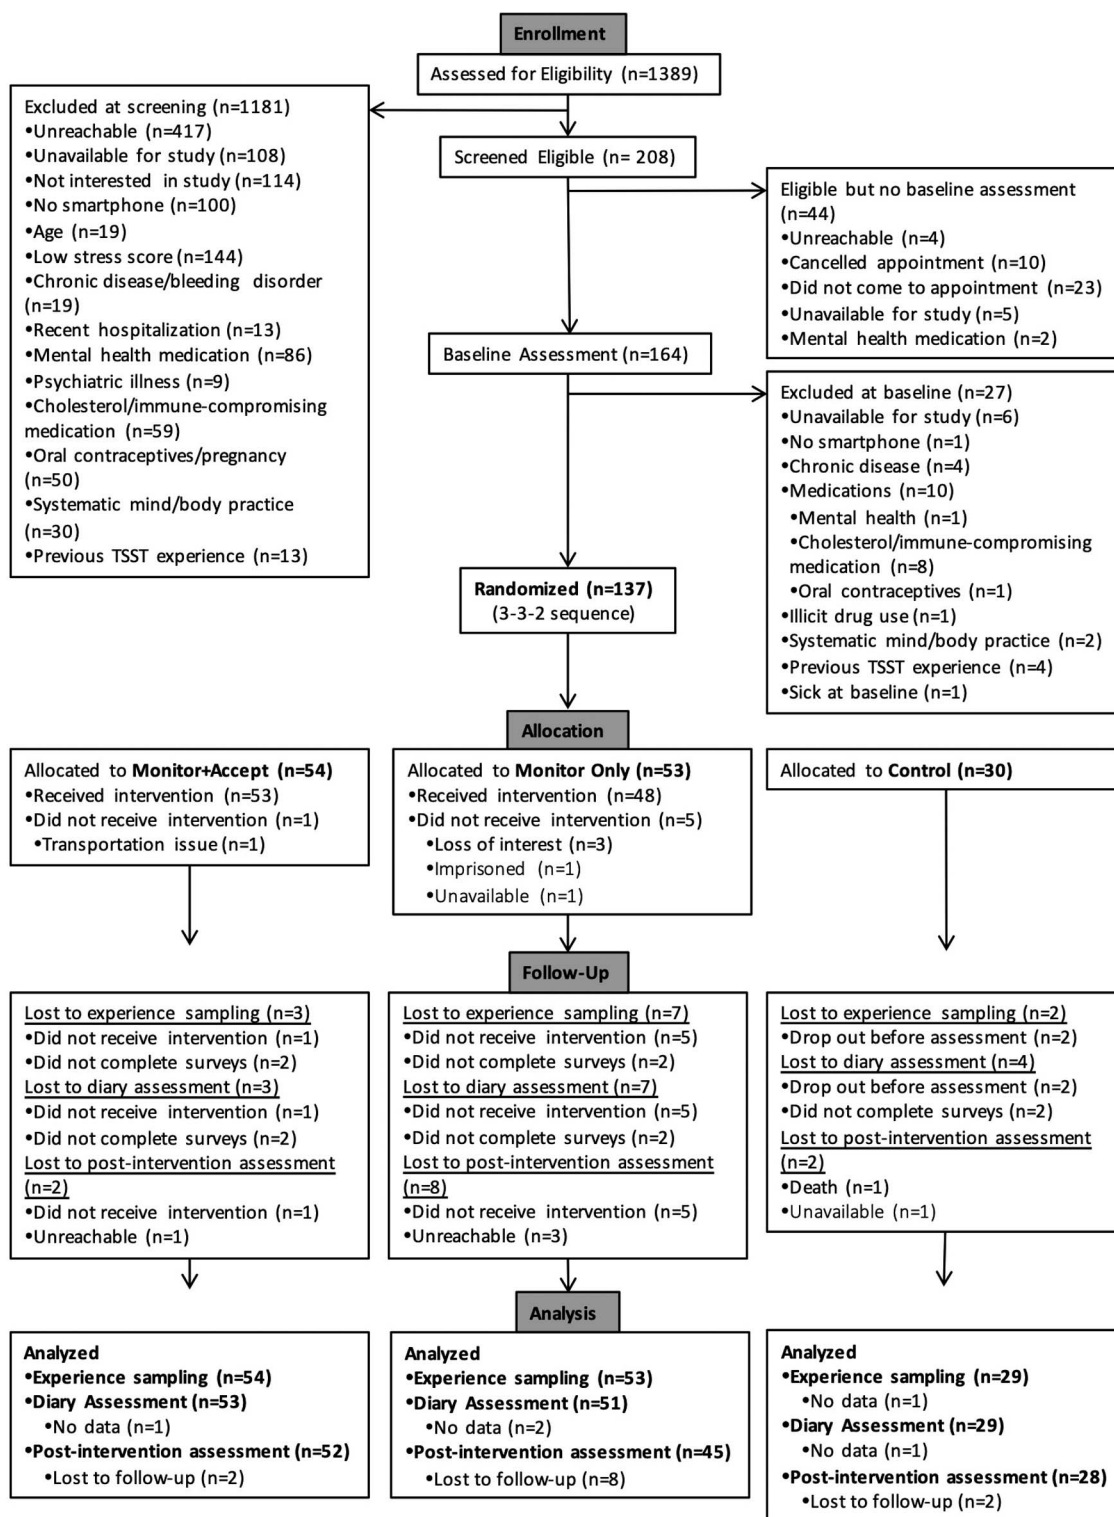 Enrollment
Assessed for Eligibility (n=1389)
Excluded at screening (n=1181)
•Unreachable (n=417)
•Unavailable for study (n=108)
•Not interested in study (n=114)
•No smartphone (n=100)
•Age (n=19)
•Low stress score (n=144)
•Chronic disease/bleeding disorder
(n=19)
•Recent hospitalization (n=13)
•Mental health medication (n=86)
•Psychiatric illness (n=9)
•Cholesterol/immune-compromising
medication (n=59)
•Oral contraceptives/pregnancy
(n=50)
•Systematic mind/body practice
(n=30)
•Previous TSST experience (n=13)
Screened Eligible (n= 208)
Eligible but no baseline assessment
(n=44)
•Unreachable (n=4)
•Cancelled appointment (n=10)
•Did not come to appointment (n=23)
•Unavailable for study (n=5)
•Mental health medication (n=2)
Baseline Assessment (n=164)
Excluded at baseline (n=27)
•Unavailable for study (n=6)
•No smartphone (n=1)
•Chronic disease (n=4)
•Medications (n=10)
•Mental health (n=1)
•Cholesterol/immune-compromising
medication (n=8)
•Oral contraceptives (n=1)
•Illicit drug use (n=1)
•Systematic mind/body practice (n=2)
•Previous TSST experience (n=4)
•Sick at baseline (n=1)
Randomized (n=137)
(3-3-2 sequence)
Allocation
Allocated to Monitor+Accept (n=54)
•Received intervention (n=53)
•Did not receive intervention (n=1)
•Transportation issue (n=1)
Allocated to Monitor Only (n=53)
•Received intervention (n=48)
•Did not receive intervention (n=5)
•Loss of interest (n=3)
•Imprisoned (n=1)
•Unavailable (n=1)
Allocated to Control (n=30)
Follow-Up
Lost to experience sampling (n=3)
•Did not receive intervention (n=1)
•Did not complete surveys (n=2)
Lost to diary assessment (n=3)
•Did not receive intervention (n=1)
•Did not complete surveys (n=2)
Lost to post-intervention assessment
(n=2)
•Did not receive intervention (n=1)
•Unreachable (n=1)
Lost to experience sampling (n=7)
•Did not receive intervention (n=5)
•Did not complete surveys (n=2)
Lost to diary assessment (n=7)
•Did not receive intervention (n=5)
•Did not complete surveys (n=2)
Lost to post-intervention assessment
(n=8)
•Did not receive intervention (n=5)
•Unreachable (n=3)
Lost to experience sampling (n=2)
•Drop out before assessment (n=2)
Lost to diary assessment (n=4)
•Drop out before assessment (n=2)
•Did not complete surveys (n=2)
Lost to post-intervention assessment
(n=2)
•Death (n=1)
•Unavailable (n=1)
Analysis
Analyzed
•Experience sampling (n=54)
•Diary Assessment (n=53)
•No data (n=1)
•Post-intervention assessment (n=52)
•Lost to follow-up (n=2)
Analyzed
•Experience sampling (n=53)
•Diary Assessment (n=51)
•No data (n=2)
•Post-intervention assessment (n=45)
•Lost to follow-up (n=8)
Analyzed
•Experience sampling (n=29)
•No data (n=1)
•Diary Assessment (n=29)
•No data (n=1)
•Post-intervention assessment (n=28)
•Lost to follow-up (n=2)